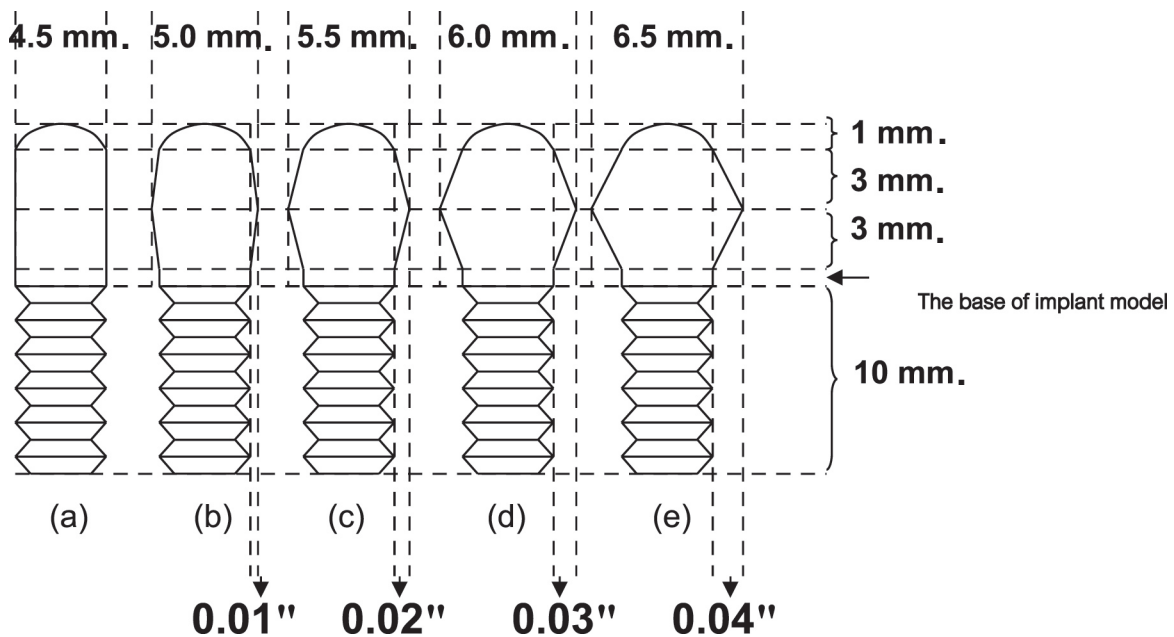 4.5 mm. 5.0 mm. 5.5 mm. 6.0 mm. 6.5 mm.
1 mm.
3 mm.
3 mm.
The base of implant model
10 mm.
(a) (b) (c) (d) (e)
0.01" 0.02" 0.03" 0.04"